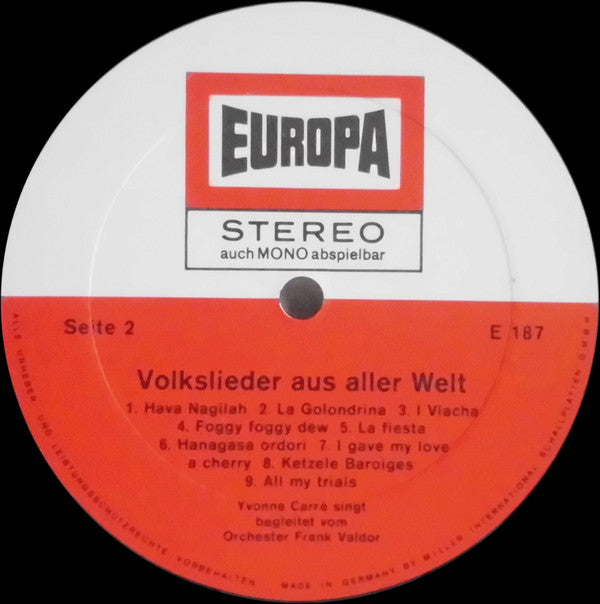 EUROPA
STEREO
auch MONO abspielbar
Seite 2
E 187
Volkslieder aus aller Welt
1. Hava Nagilah 2. La Golondrina 3. I Viacha
4. Foggy foggy dew 5. La fiesta
6. Hanagasa ordori 7. I gave my love
a cherry 8. Ketzele Baroiges
9. All my trials
Yvonne Carrè singt
begleitet vom
Orchester Frank Valdor
ALLE URHEBER- UND LEISTUNGSSCHUTZRECHTE VORBEHALTEN
MADE IN GERMANY BY MILLER INTERNATIONAL SCHALLPLATTEN GMBH